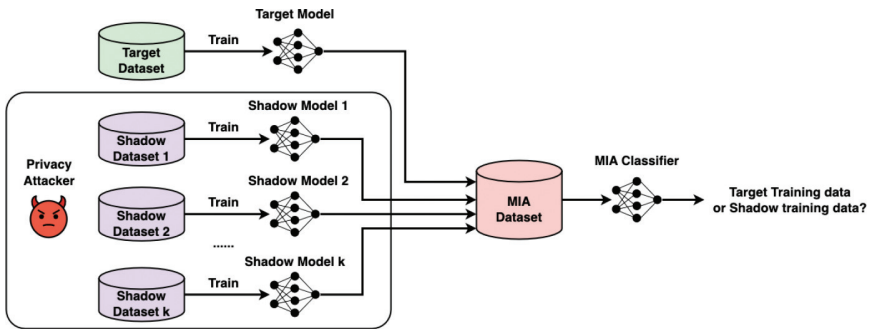 Target Model
Train
Target
Dataset
Shadow Model 1
Train
Shadow
Dataset 1
Privacy
Attacker
Shadow Model 2
Train
Shadow
Dataset 2
......
Shadow Model k
Train
Shadow
Dataset k
MIA
Dataset
MIA Classifier
Target Training data
or Shadow training data?